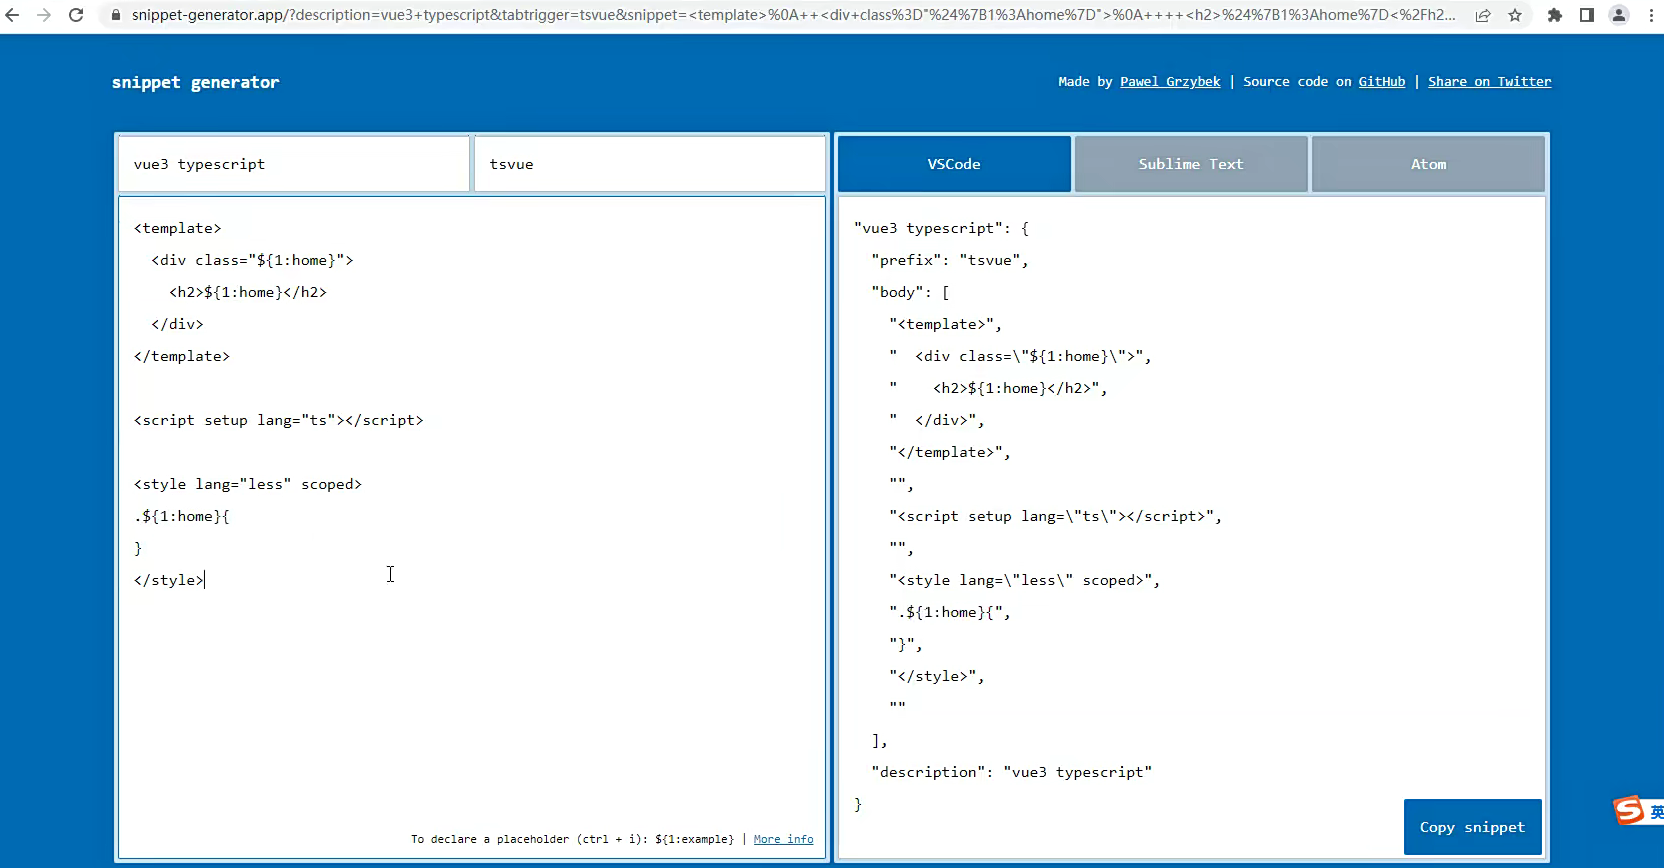 snippet-generator.app/?description=vue3+typescript&tabtrigger=tsvue&snippet=<template>%0A++<div+class%3D"%24%7B1%3Ahome%7D">%0A++++<h2>%24%7B1%3Ahome%7D<%2Fh2...
snippet generator
Made by Pawel Grzybek | Source code on GitHub | Share on Twitter
vue3 typescript
tsvue
<template>
  <div class="${1:home}">
    <h2>${1:home}</h2>
  </div>
</template>

<script setup lang="ts"></script>

<style lang="less" scoped>
.${1:home}{
}
</style>
To declare a placeholder (ctrl + i): ${1:example} | More info
VSCode
Sublime Text
Atom
"vue3 typescript": {
  "prefix": "tsvue",
  "body": [
    "<template>",
    "  <div class=\"${1:home}\">",
    "    <h2>${1:home}</h2>",
    "  </div>",
    "</template>",
    "",
    "<script setup lang=\"ts\"></script>",
    "",
    "<style lang=\"less\" scoped>",
    ".${1:home}{",
    "}",
    "</style>",
    ""
  ],
  "description": "vue3 typescript"
}
Copy snippet
S 英